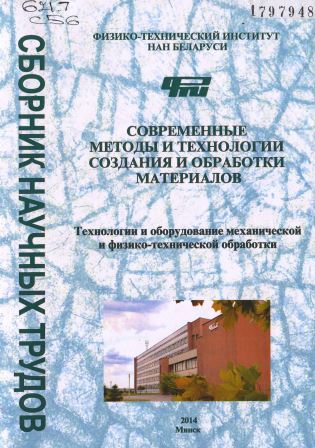 621.7
С56
1797948
ФИЗИКО-ТЕХНИЧЕСКИЙ ИНСТИТУТ
НАН БЕЛАРУСИ
СБОРНИК НАУЧНЫХ ТРУДОВ
СОВРЕМЕННЫЕ
МЕТОДЫ И ТЕХНОЛОГИИ
СОЗДАНИЯ И ОБРАБОТКИ
МАТЕРИАЛОВ
Технологии и оборудование механической
и физико-технической обработки
2014
Минск